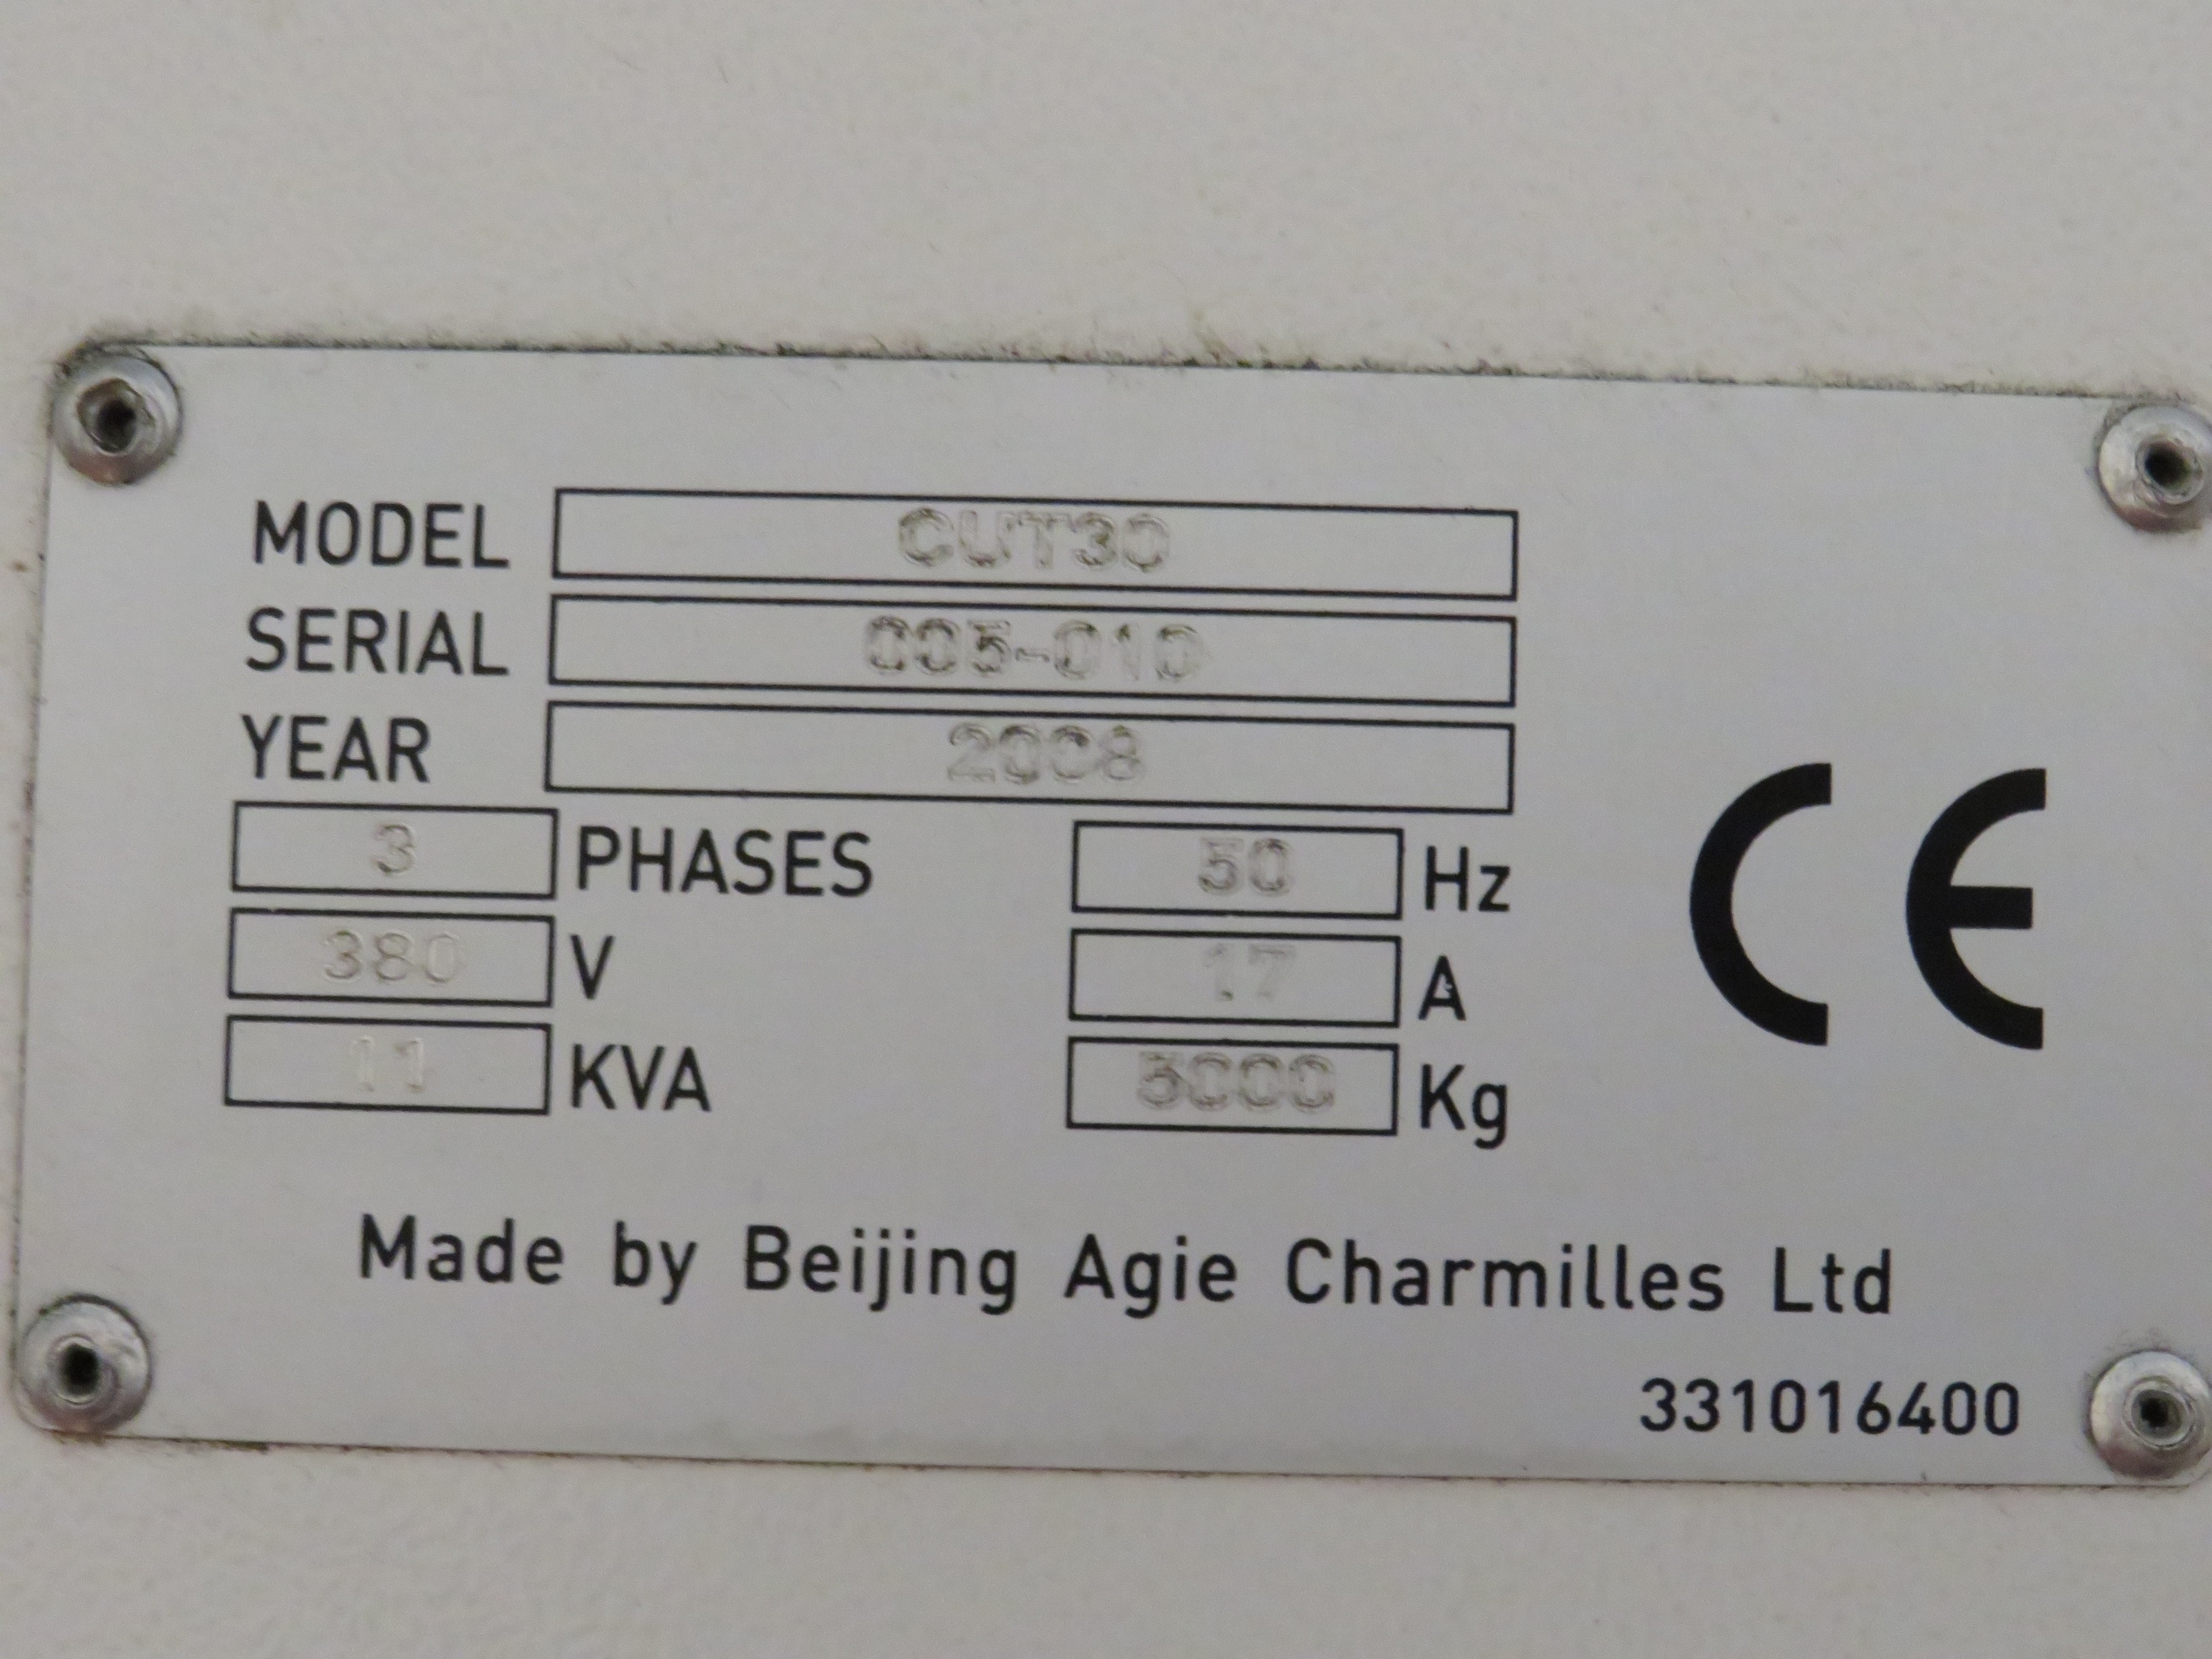 MODEL CUT30
SERIAL 005-010
YEAR 2008
3 PHASES 50 Hz
380 V 17 A
11 KVA 3000 Kg
CE
Made by Beijing Agie Charmilles Ltd
331016400